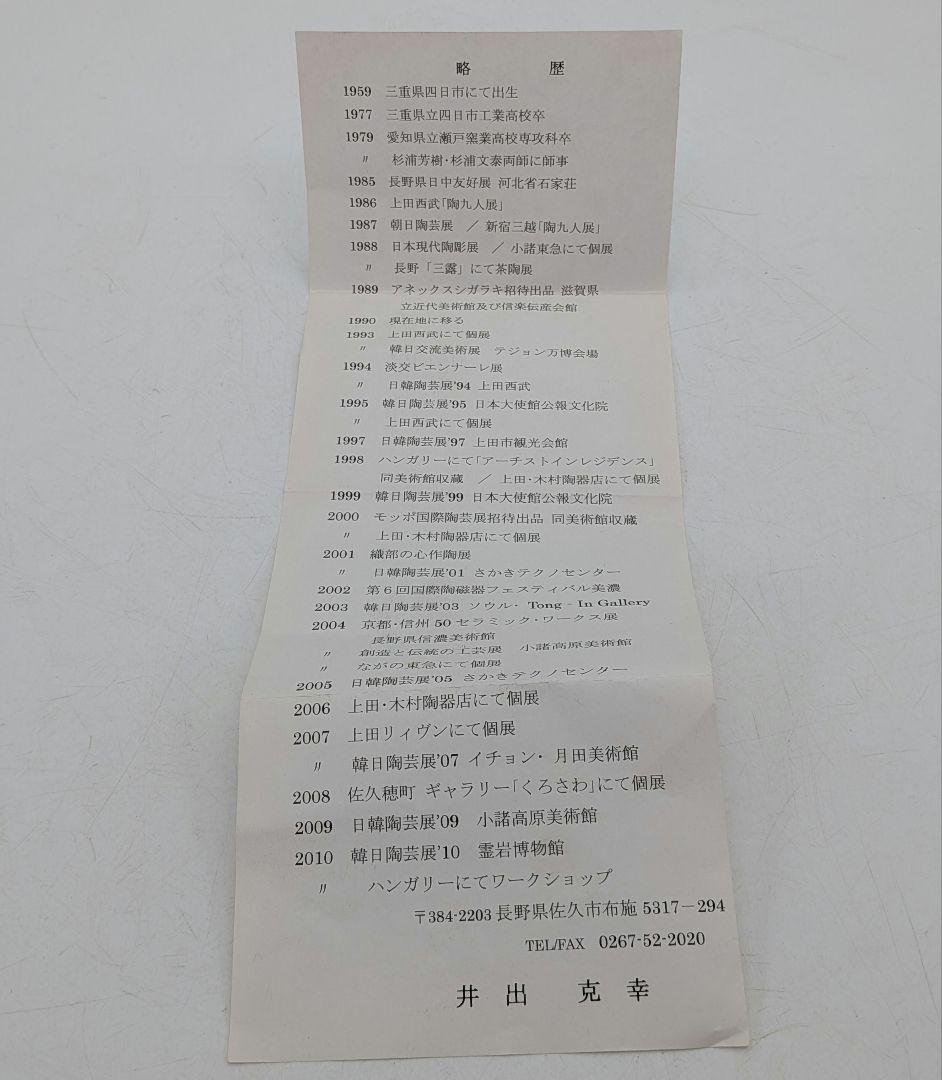 略 歴
1959 三重県四日市にて出生
1977 三重県立四日市工業高校卒
1979 愛知県立瀬戸窯業高校専攻科卒
〃 杉浦芳樹・杉浦文泰両師に師事
1985 長野県日中友好展 河北省石家荘
1986 上田西武「陶九人展」
1987 朝日陶芸展 ／ 新宿三越「陶九人展」
1988 日本現代陶彫展 ／ 小諸東急にて個展
〃 長野「三露」にて茶陶展
1989 アネックスシガラキ招待出品 滋賀県
立近代美術館及び信楽伝産会館
1990 現在地に移る
1993 上田西武にて個展
〃 韓日交流美術展 テジョン万博会場
1994 淡交ビエンナーレ展
〃 日韓陶芸展'94 上田西武
1995 韓日陶芸展'95 日本大使館公報文化院
〃 上田西武にて個展
1997 日韓陶芸展'97 上田市観光会館
1998 ハンガリーにて「アーチストインレジデンス」
同美術館収蔵 ／ 上田・木村陶器店にて個展
1999 韓日陶芸展'99 日本大使館公報文化院
2000 モッポ国際陶芸展招待出品 同美術館収蔵
〃 上田・木村陶器店にて個展
2001 織部の心作陶展
〃 日韓陶芸展'01 さかきテクノセンター
2002 第6回国際陶磁器フェスティバル美濃
2003 韓日陶芸展'03 ソウル・Tong - In Gallery
2004 京都・信州50セラミック・ワークス展
長野県信濃美術館
〃 創造と伝統の工芸展 小諸高原美術館
〃 ながの東急にて個展
2005 日韓陶芸展'05 さかきテクノセンター
2006 上田・木村陶器店にて個展
2007 上田リィヴンにて個展
〃 韓日陶芸展'07 イチョン・月田美術館
2008 佐久穂町 ギャラリー「くろさわ」にて個展
2009 日韓陶芸展'09 小諸高原美術館
2010 韓日陶芸展'10 霊岩博物館
〃 ハンガリーにてワークショップ
〒384-2203 長野県佐久市布施 5317－294
TEL/FAX 0267-52-2020
井出 克幸